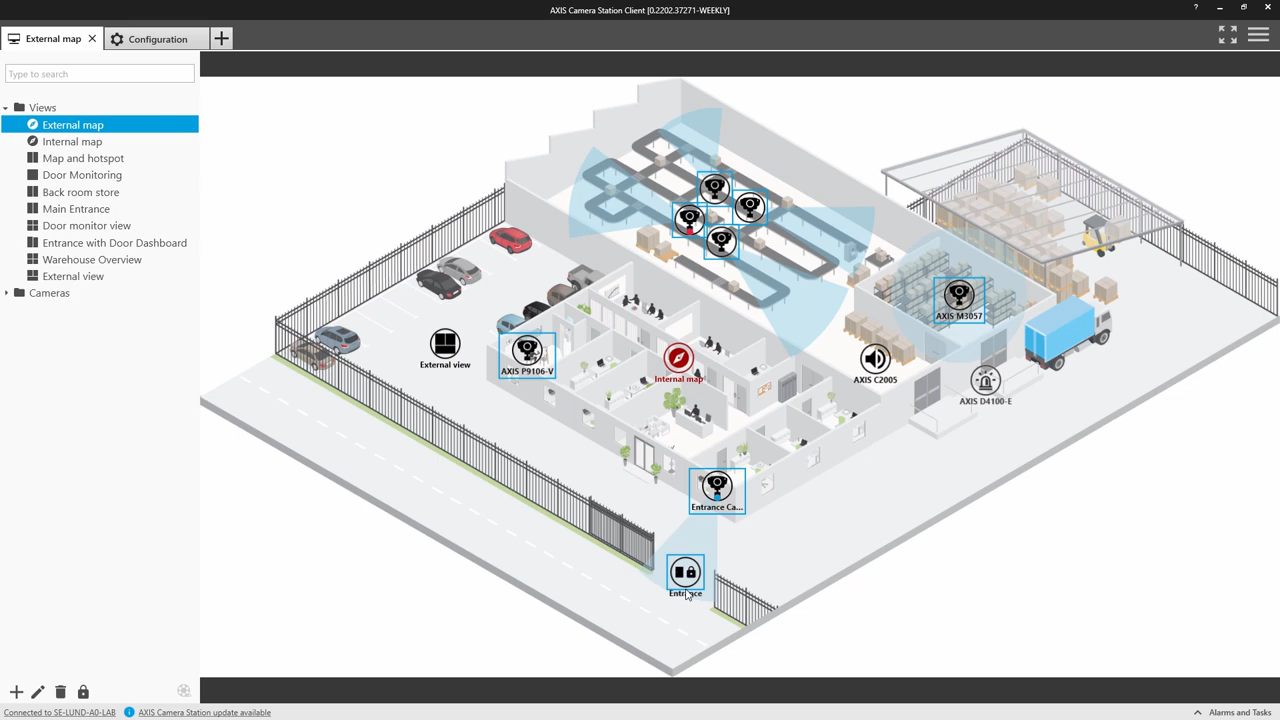 AXIS Camera Station Client [0.2202.37271-WEEKLY]
?
External map
Configuration
Type to search
Views
External map
Internal map
Map and hotspot
Door Monitoring
Back room store
Main Entrance
Door monitor view
Entrance with Door Dashboard
Warehouse Overview
External view
Cameras
AXIS M3057
External view
AXIS P9106-V
Internal map
AXIS C2005
AXIS D4100-E
Entrance Ca...
Entrance
Connected to SE-LUND-A0-LAB
AXIS Camera Station update available
Alarms and Tasks